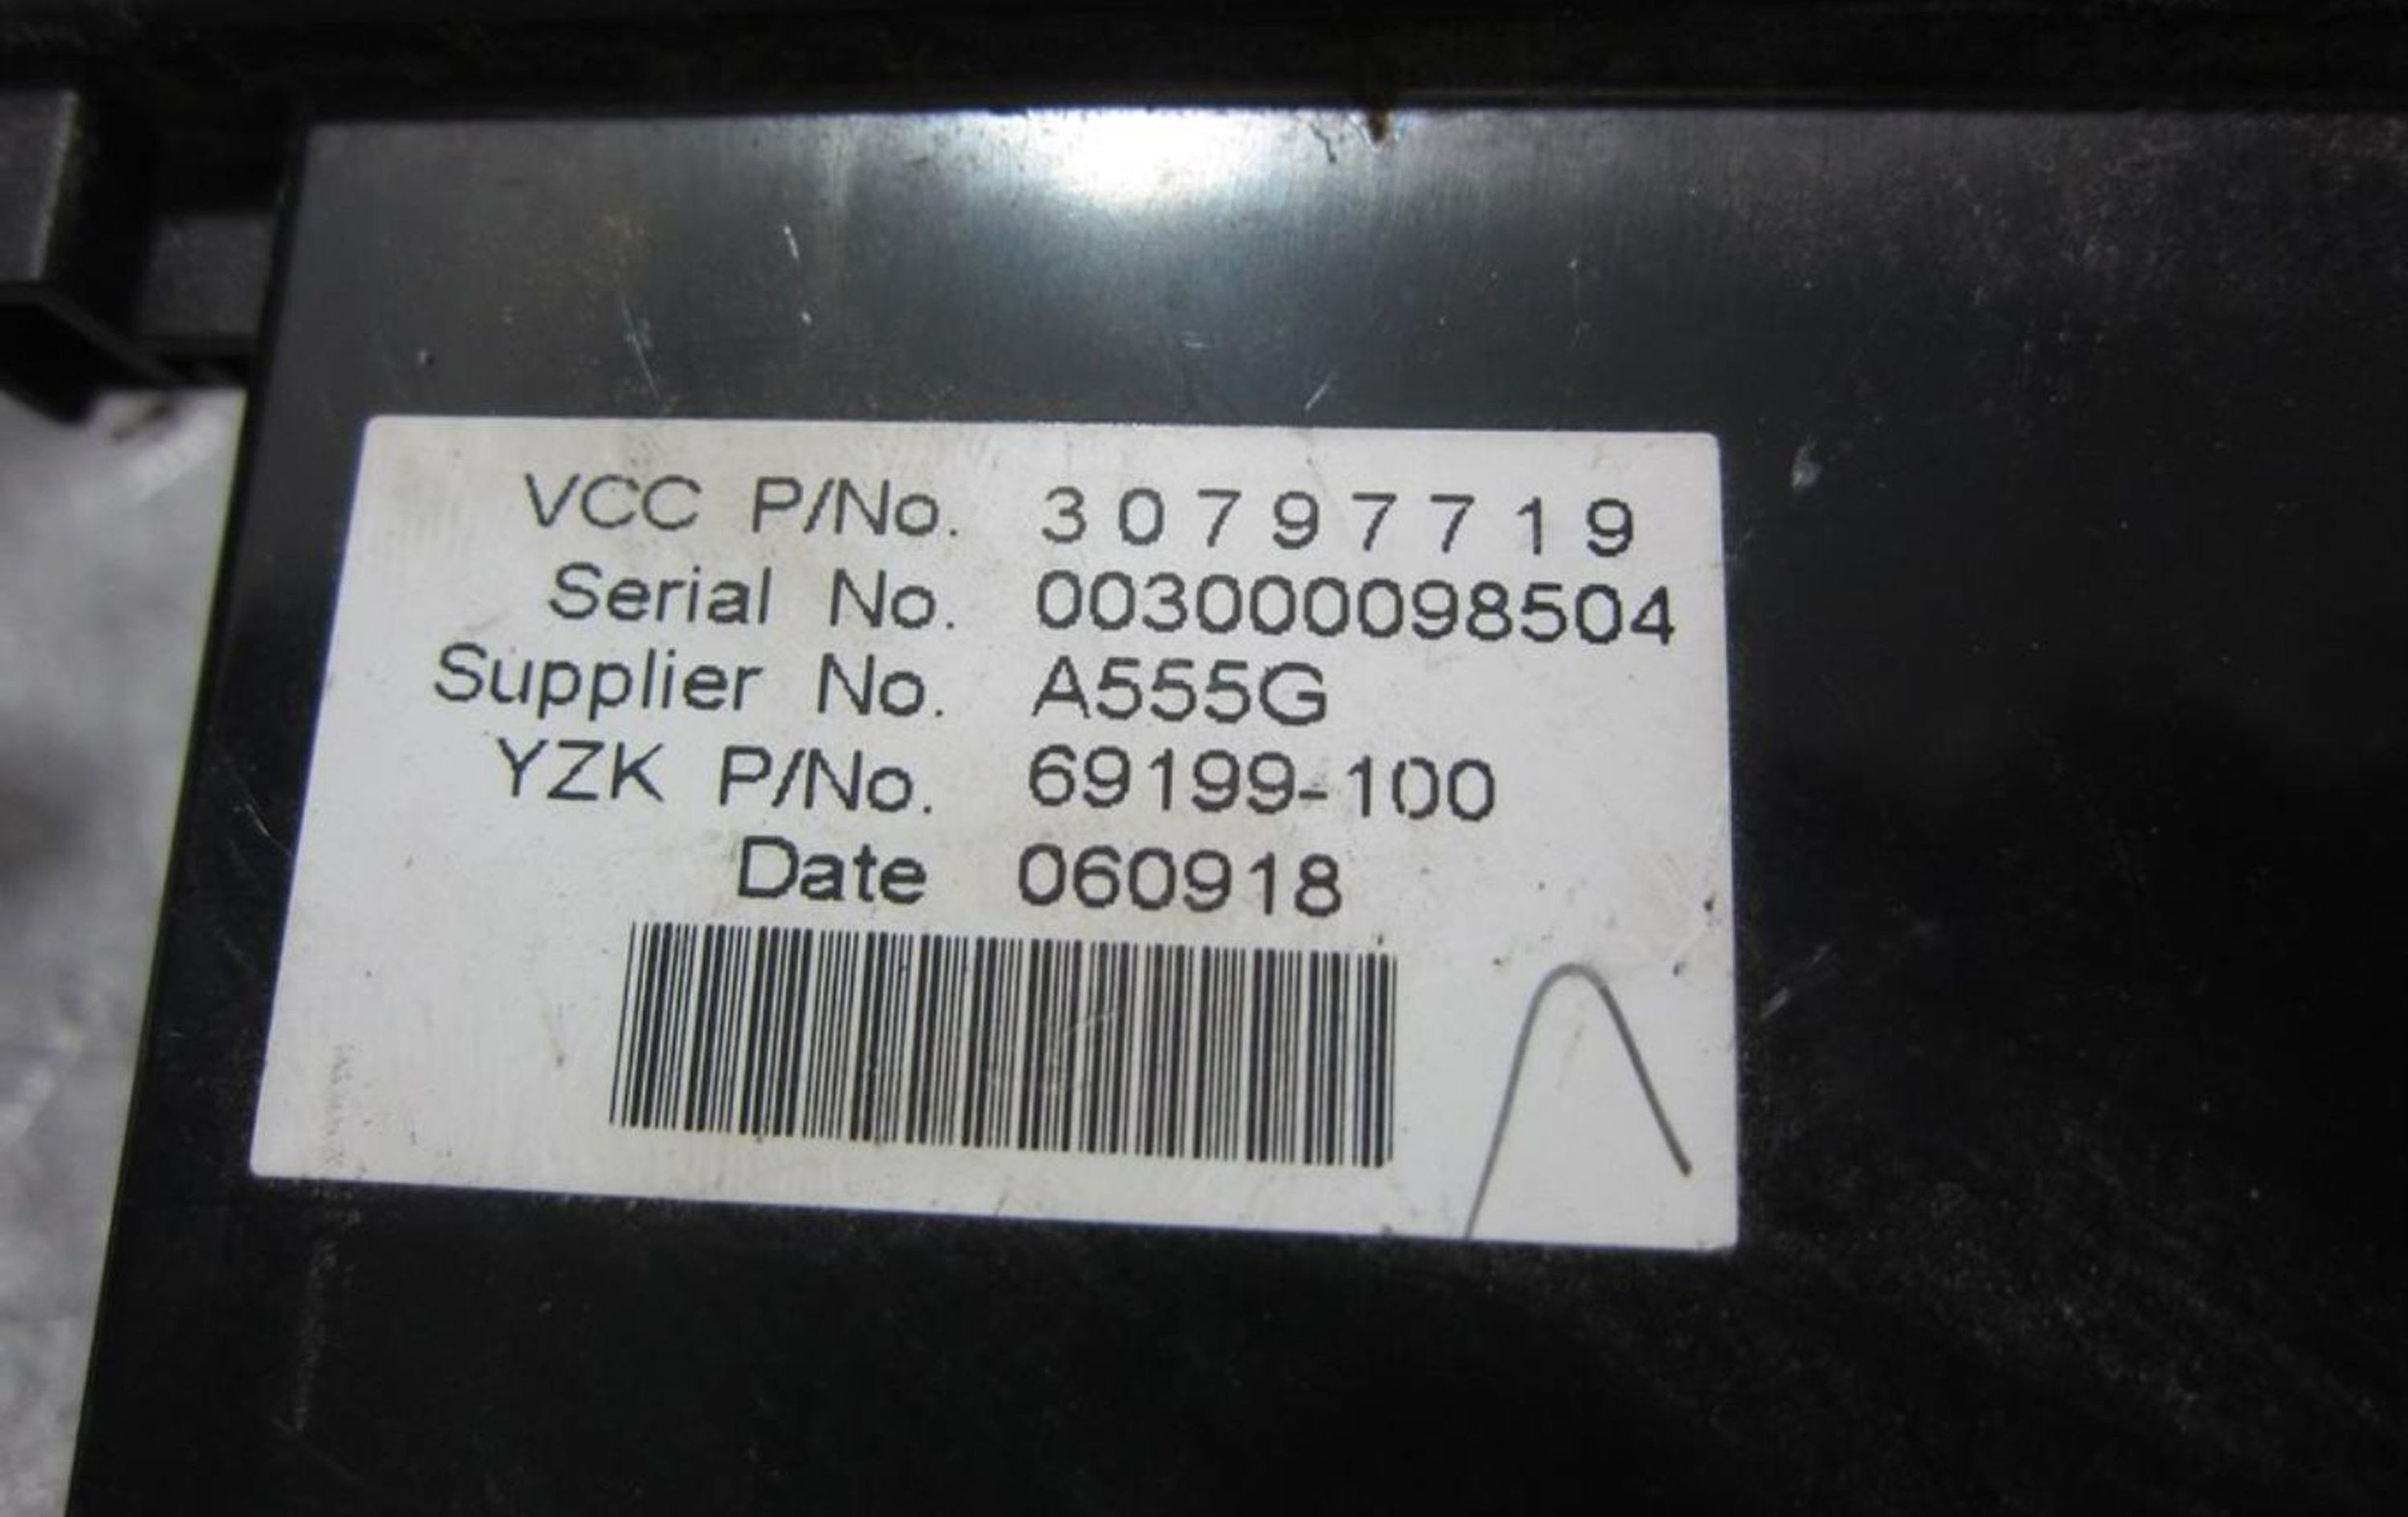 VCC P/No. 30797719
Serial No. 003000098504
Supplier No. A555G
YZK P/No. 69199-100
Date 060918